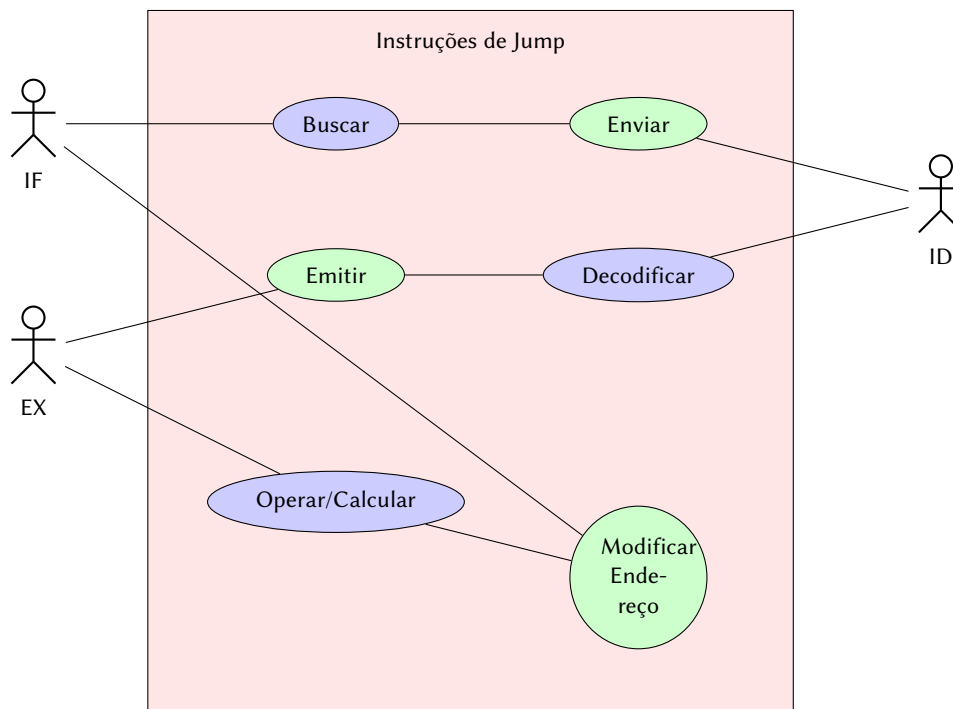 Instruções de Jump
Buscar
Enviar
IF
ID
Emitir
Decodificar
EX
Operar/Calcular
Modificar
Ende-
reço